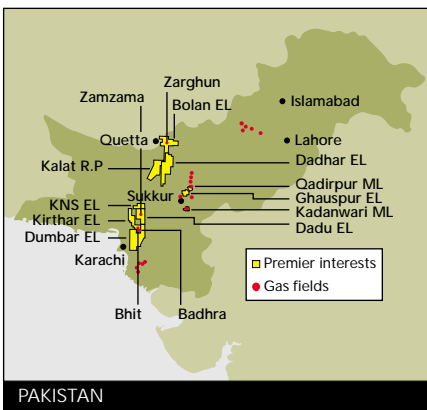 Zarghun
Zamzama
Bolan EL
Islamabad
Quetta
Lahore
Dadhar EL
Kalat R.P
Qadirpur ML
Sukkur
Ghauspur EL
KNS EL
Kadanwari ML
Kirthar EL
Dadu EL
Dumbar EL
Karachi
Premier interests
Gas fields
Bhit
Badhra
PAKISTAN